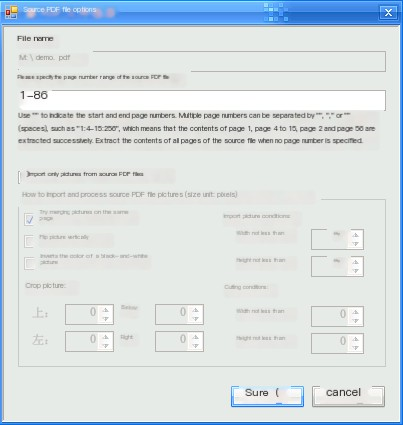 Source PDF file options
File name
M: \ demo. pdf
Please specify the page number range of the source PDF file
1-86
Use "" to indicate the start and end page numbers. Multiple page numbers can be separated by "", "," or ""
(spaces), such as "1:4-15:256", which means that the contents of page 1, page 4 to 15, page 2 and page 56 are
extracted successively. Extract the contents of all pages of the source file when no page number is specified.
Import only pictures from source PDF files
How to import and process source PDF file pictures (size unit: pixels)
Try merging pictures on the same
page
Import picture conditions:
Flip picture vertically
Width not less than
Inverts the color of a black-and-white
picture
Height not less than
Crop picture:
Cutting conditions:
上: 0 0
Width not less than 0
左: 0 Right 0
Height not less than 0
Sure (
cancel